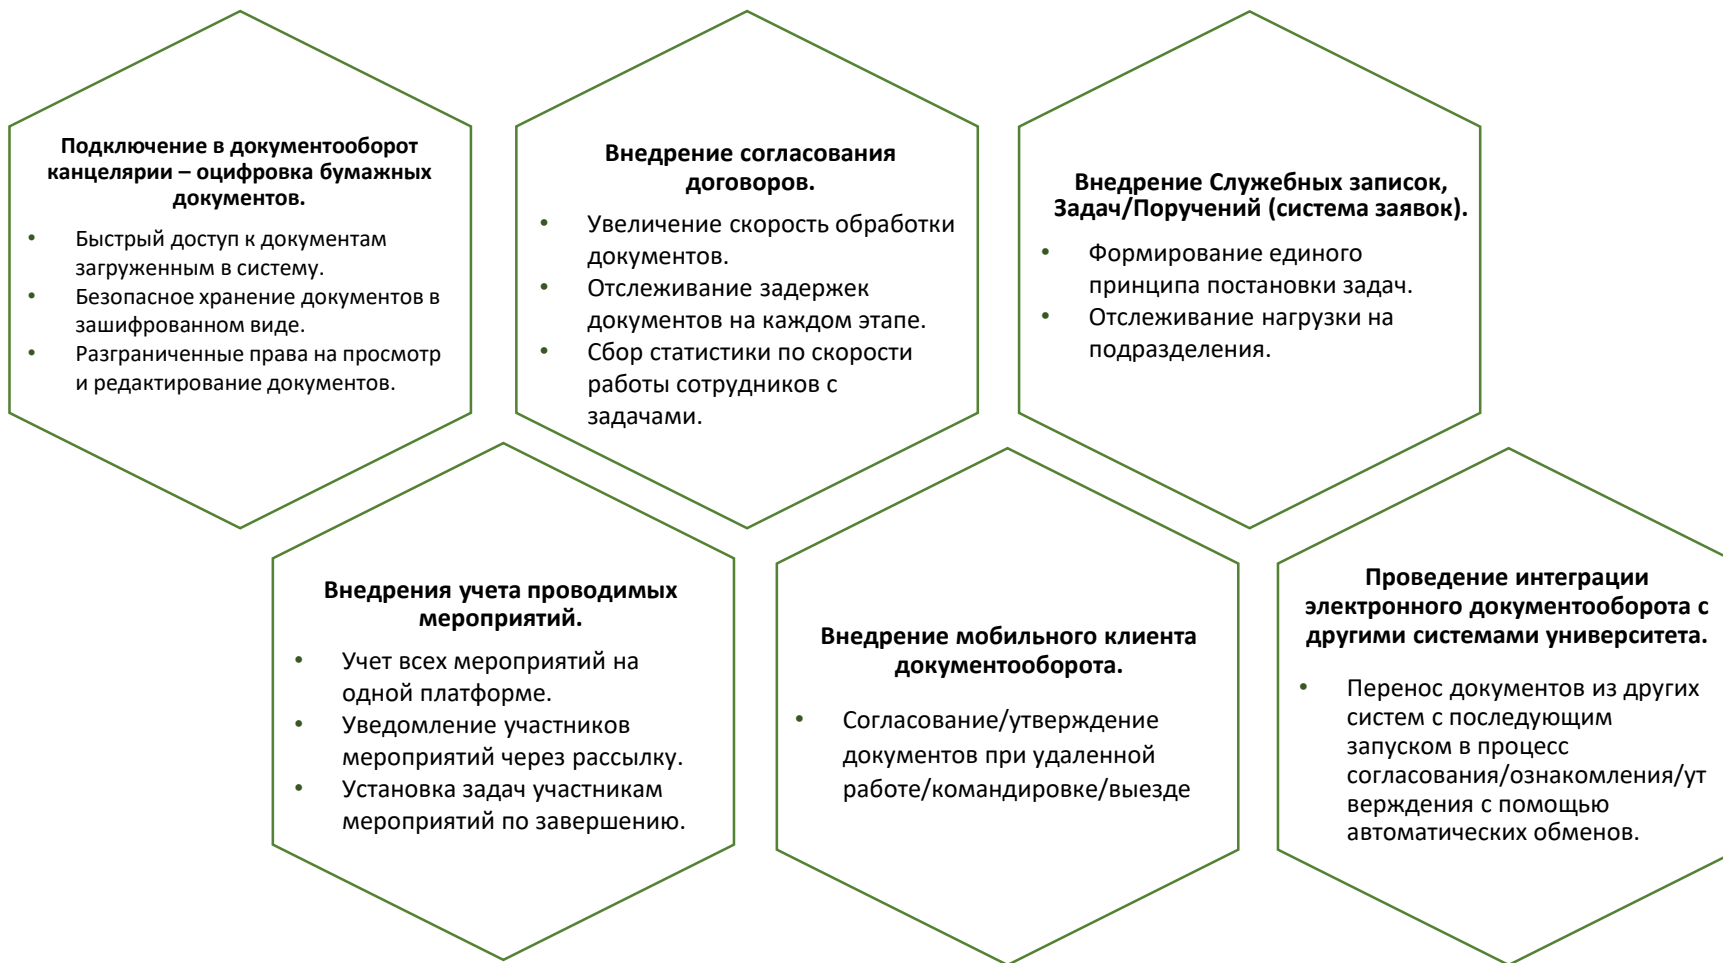 Подключение в документооборот
канцелярии – оцифровка бумажных
документов.
• Быстрый доступ к документам
загруженным в систему.
• Безопасное хранение документов в
зашифрованном виде.
• Разграниченные права на просмотр
и редактирование документов.
Внедрение согласования
договоров.
• Увеличение скорость обработки
документов.
• Отслеживание задержек
документов на каждом этапе.
• Сбор статистики по скорости
работы сотрудников с
задачами.
Внедрение Служебных записок,
Задач/Поручений (система заявок).
• Формирование единого
принципа постановки задач.
• Отслеживание нагрузки на
подразделения.
Внедрения учета проводимых
мероприятий.
• Учет всех мероприятий на
одной платформе.
• Уведомление участников
мероприятий через рассылку.
• Установка задач участникам
мероприятий по завершению.
Внедрение мобильного клиента
документооборота.
• Согласование/утверждение
документов при удаленной
работе/командировке/выезде
Проведение интеграции
электронного документооборота с
другими системами университета.
• Перенос документов из других
систем с последующим
запуском в процесс
согласования/ознакомления/ут
верждения с помощью
автоматических обменов.